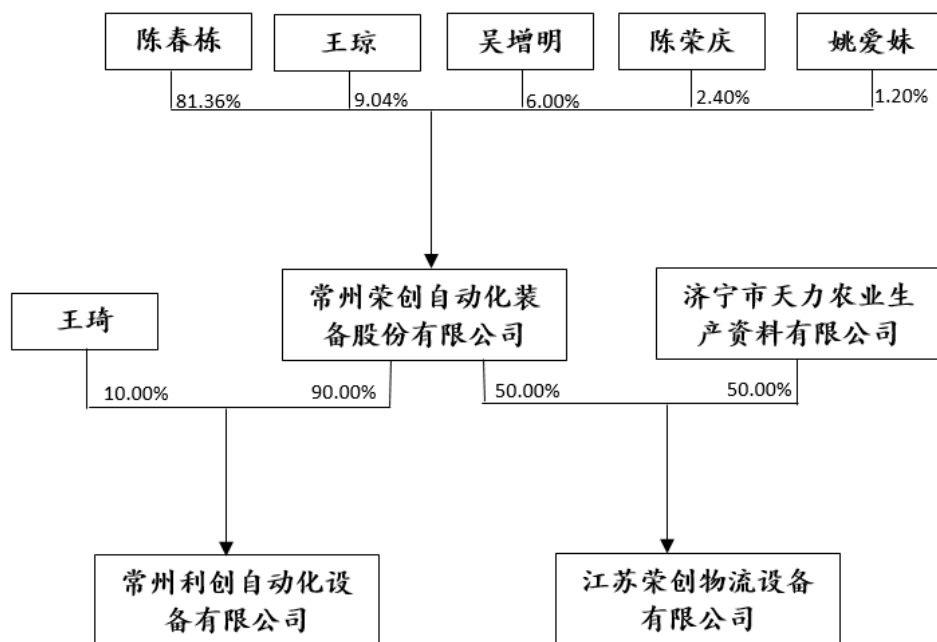 陈春栋
王琼
吴增明
陈荣庆
姚爱妹
81.36%
9.04%
6.00%
2.40%
1.20%
常州荣创自动化装
备股份有限公司
济宁市天力农业生
产资料有限公司
王琦
10.00%
90.00%
50.00%
50.00%
常州利创自动化设
备有限公司
江苏荣创物流设备
有限公司